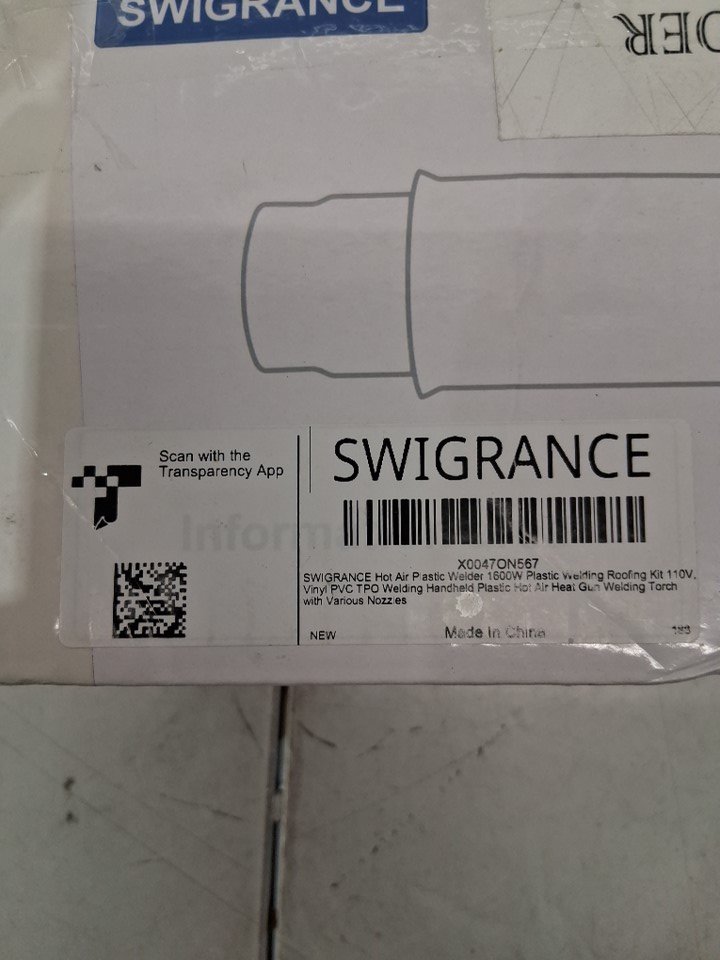 SWIGRANCE
DER
Scan with the
Transparency App
SWIGRANCE
Informa
X0047ON567
SWIGRANCE Hot Air Plastic Welder 1600W Plastic Welding Roofing Kit 110V,
Vinyl PVC TPO Welding Handheld Plastic Hot Air Heat Gun Welding Torch
with Various Nozzles
NEW
Made In China